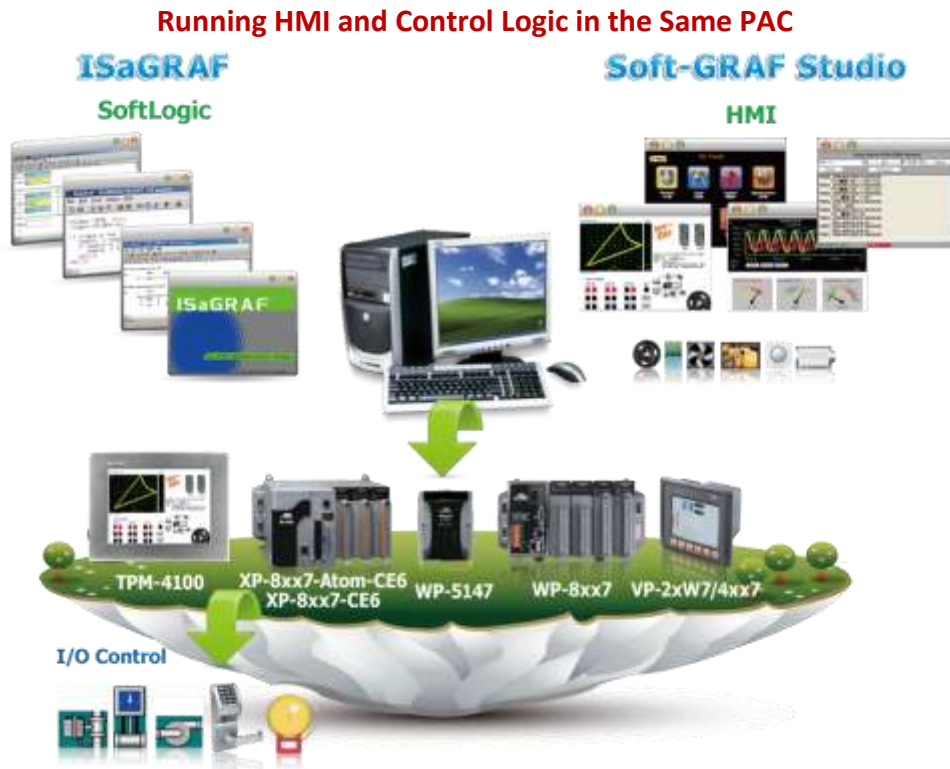 Running HMI and Control Logic in the Same PAC
ISaGRAF
Soft-GRAF Studio
SoftLogic
HMI
ISaGRAF
TPM-4100
XP-8xx7-Atom-CE6
XP-8xx7-CE6
WP-5147
WP-8xx7
VP-2xW7/4xx7
I/O Control